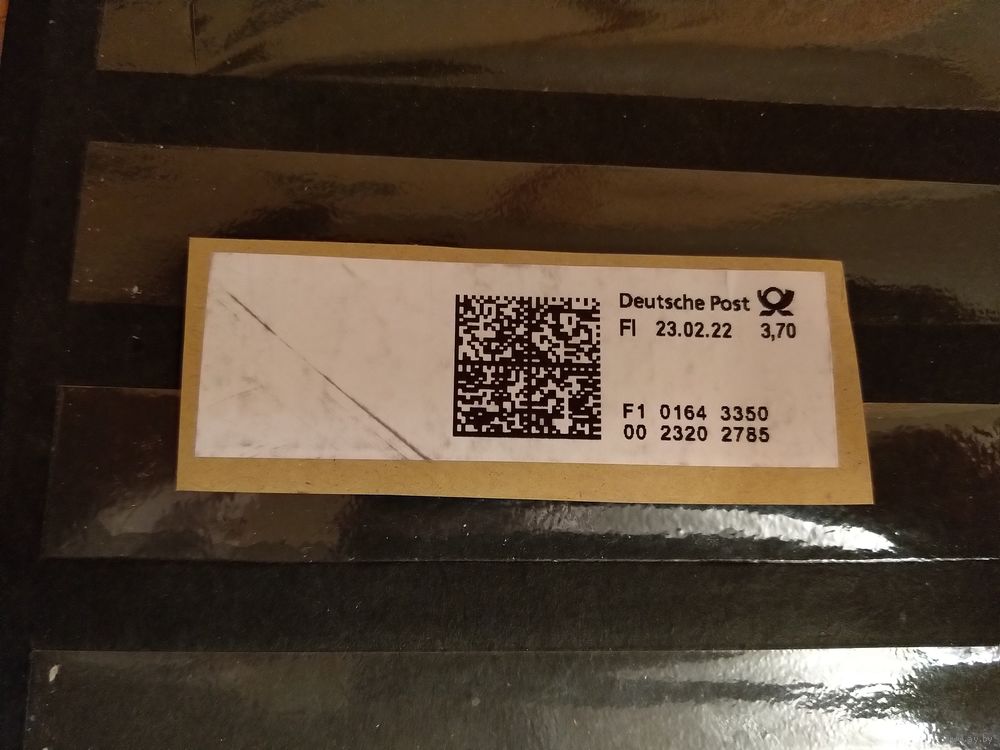 Deutsche Post
FI 23.02.22 3,70
F1 0164 3350
00 2320 2785